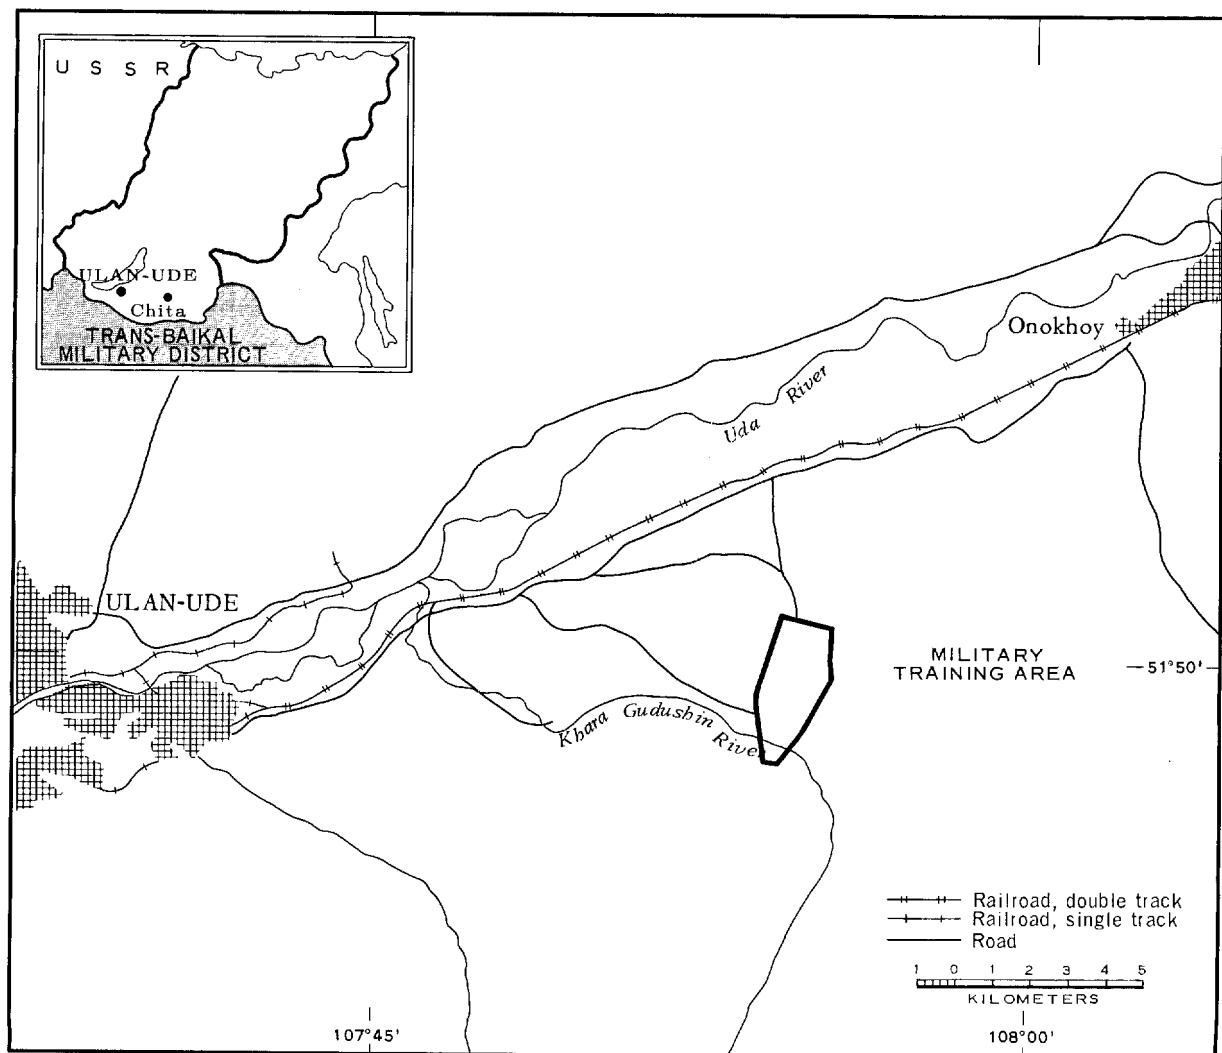 U S S R
ULAN-UDE
Chita
TRANS-BAIKAL
MILITARY DISTRICT
Onokhoy
Uda River
ULAN-UDE
MILITARY
TRAINING AREA
51°50'
Khara Gudushin
River
Railroad, double track
Railroad, single track
Road
1 0 1 2 3 4 5
KILOMETERS
107°45'
108°00'